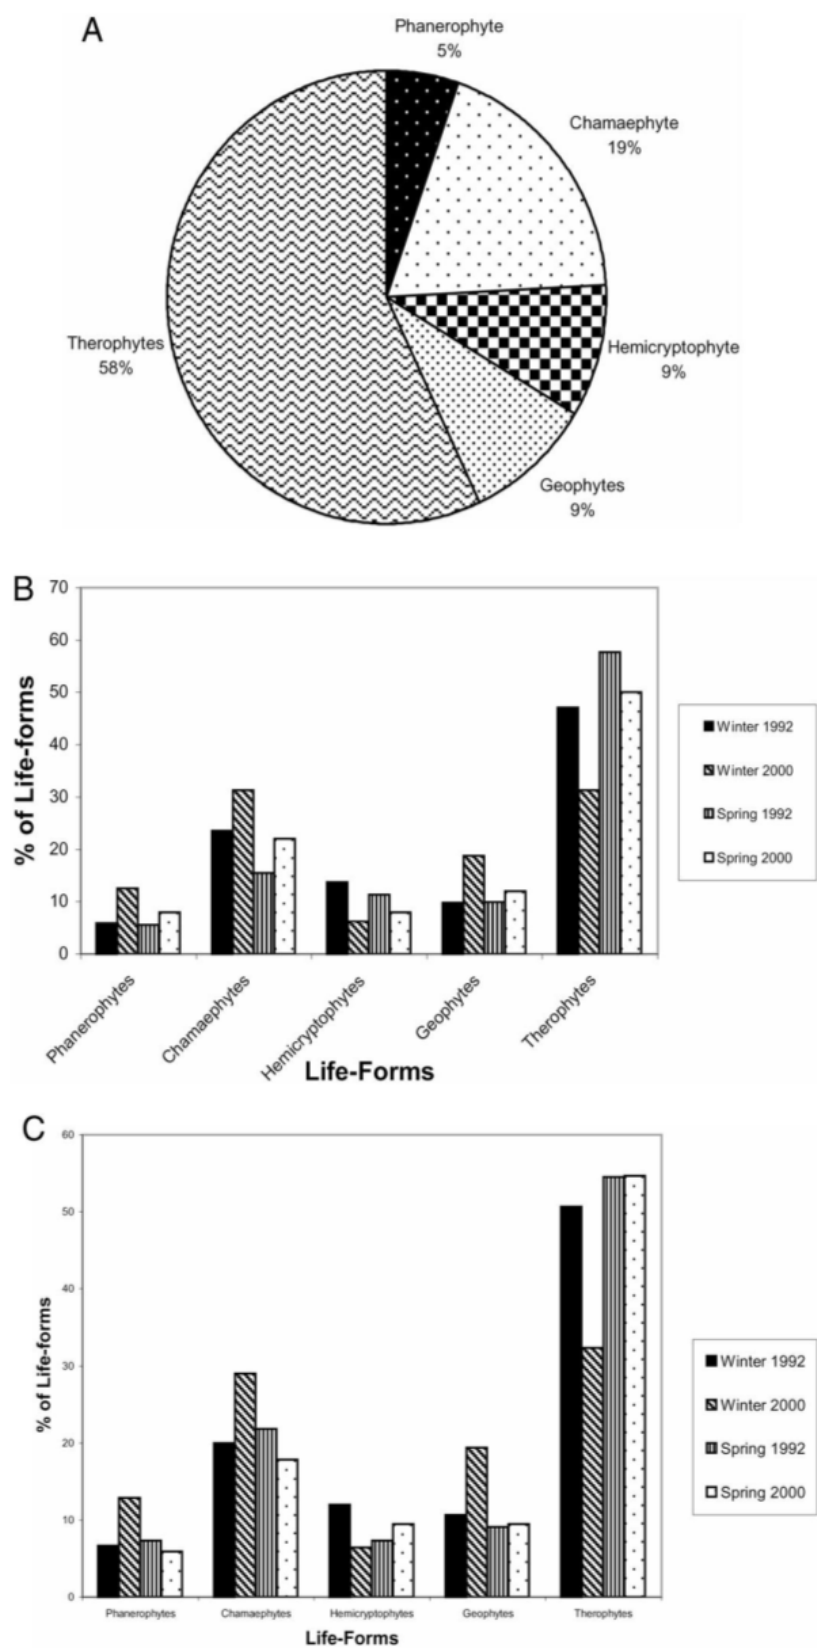 A
Phanerophyte
5%
Chamaephyte
19%
Therophytes
58%
Hemicryptophyte
9%
Geophytes
9%
B
% of Life-forms
70
60
50
40
30
20
10
0
Phanerophytes
Chamaephytes
Hemicryptophytes
Geophytes
Therophytes
Life-Forms
Winter 1992
Winter 2000
Spring 1992
Spring 2000
C
% of Life-forms
60
50
40
30
20
10
0
Phanerophytes
Chamaephytes
Hemicryptophytes
Geophytes
Therophytes
Life-Forms
Winter 1992
Winter 2000
Spring 1992
Spring 2000